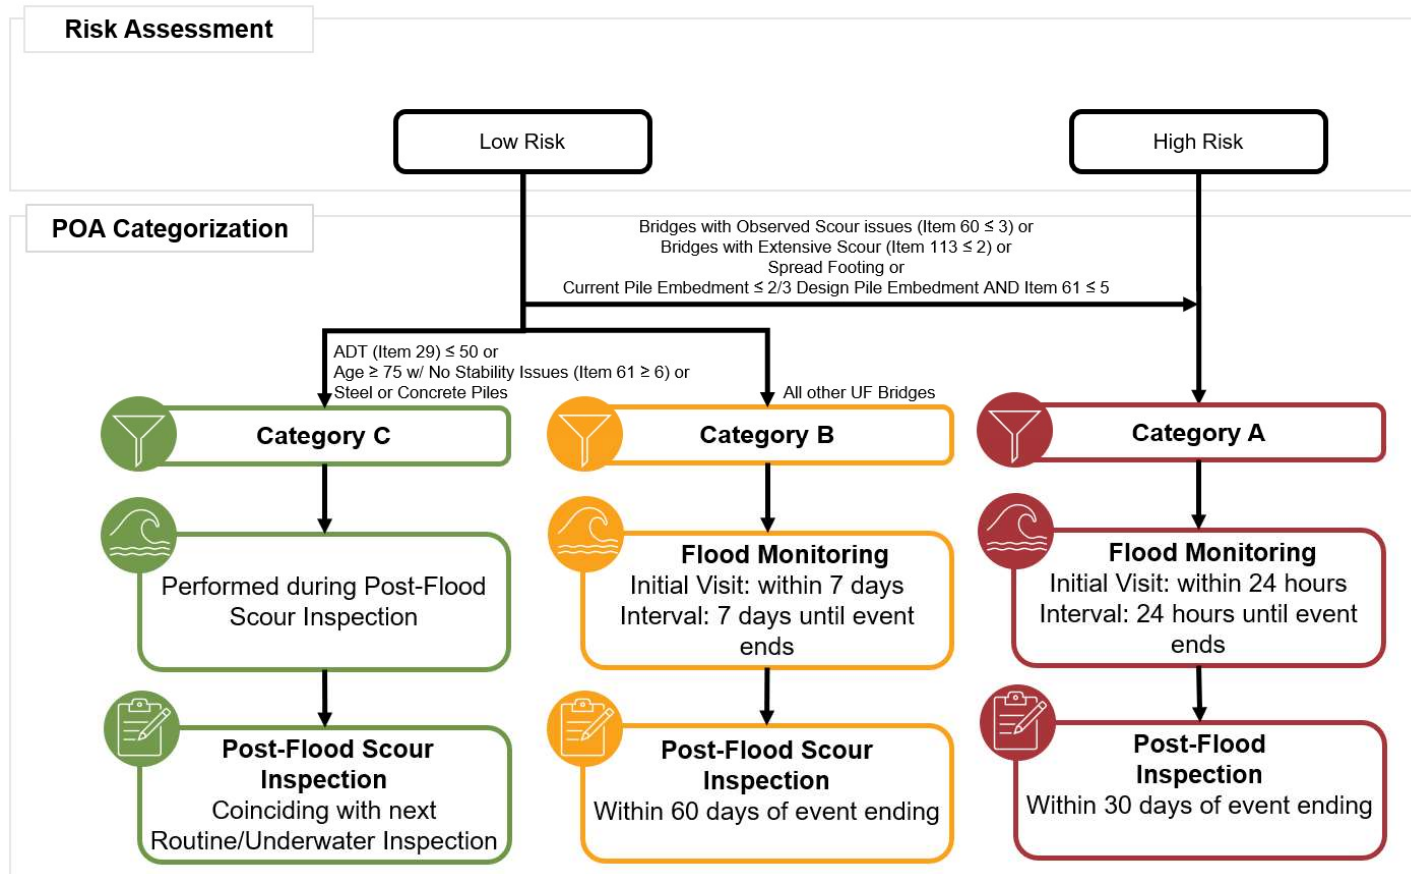 Risk Assessment
Low Risk
High Risk
POA Categorization
Bridges with Observed Scour issues (Item 60 ≤ 3) or
Bridges with Extensive Scour (Item 113 ≤ 2) or
Spread Footing or
Current Pile Embedment ≤ 2/3 Design Pile Embedment AND Item 61 ≤ 5
ADT (Item 29) ≤ 50 or
Age ≥ 75 w/ No Stability Issues (Item 61 ≥ 6) or
Steel or Concrete Piles
All other UF Bridges
Category C
Category B
Category A
Performed during Post-Flood
Scour Inspection
Flood Monitoring
Initial Visit: within 7 days
Interval: 7 days until event
ends
Flood Monitoring
Initial Visit: within 24 hours
Interval: 24 hours until event
ends
Post-Flood Scour
Inspection
Coinciding with next
Routine/Underwater Inspection
Post-Flood Scour
Inspection
Within 60 days of event ending
Post-Flood
Inspection
Within 30 days of event ending